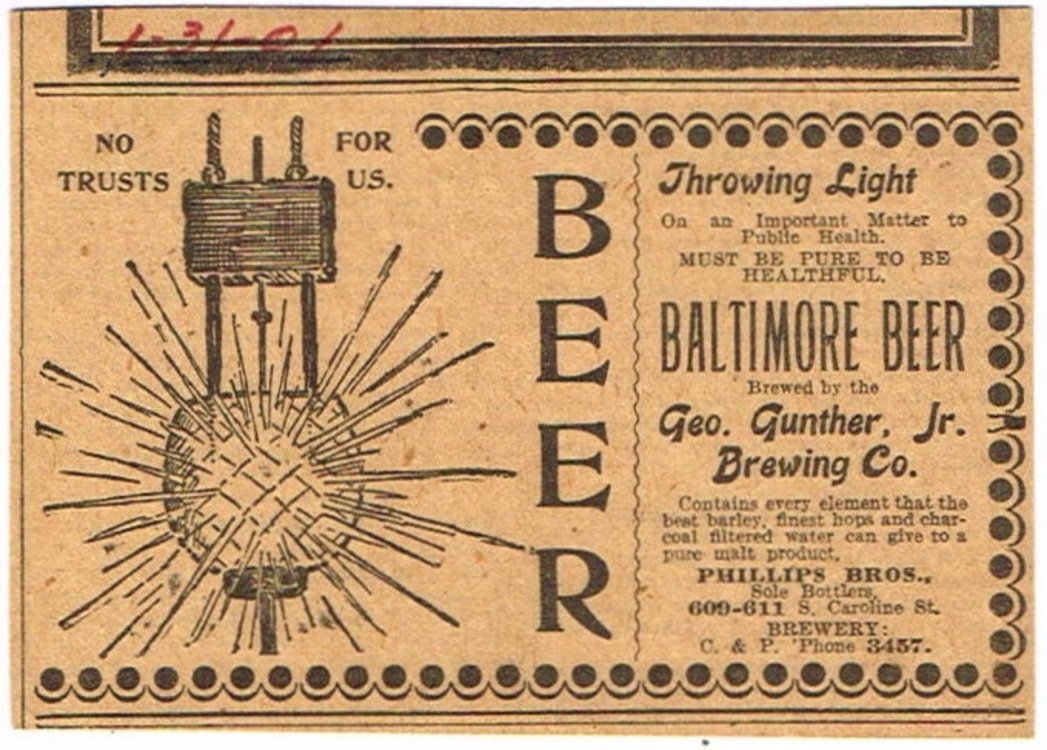 1-31-01
NO
TRUSTS
FOR
US.
BEER
Throwing Light
On an Important Matter to
Public Health.
MUST BE PURE TO BE
HEALTHFUL.
BALTIMORE BEER
Brewed by the
Geo. Gunther, Jr.
Brewing Co.
Contains every element that the
best barley, finest hops and char-
coal filtered water can give to a
pure malt product.
PHILLIPS BROS.,
Sole Bottlers,
609-611 S. Caroline St.
BREWERY:
C. & P. 'Phone 3457.